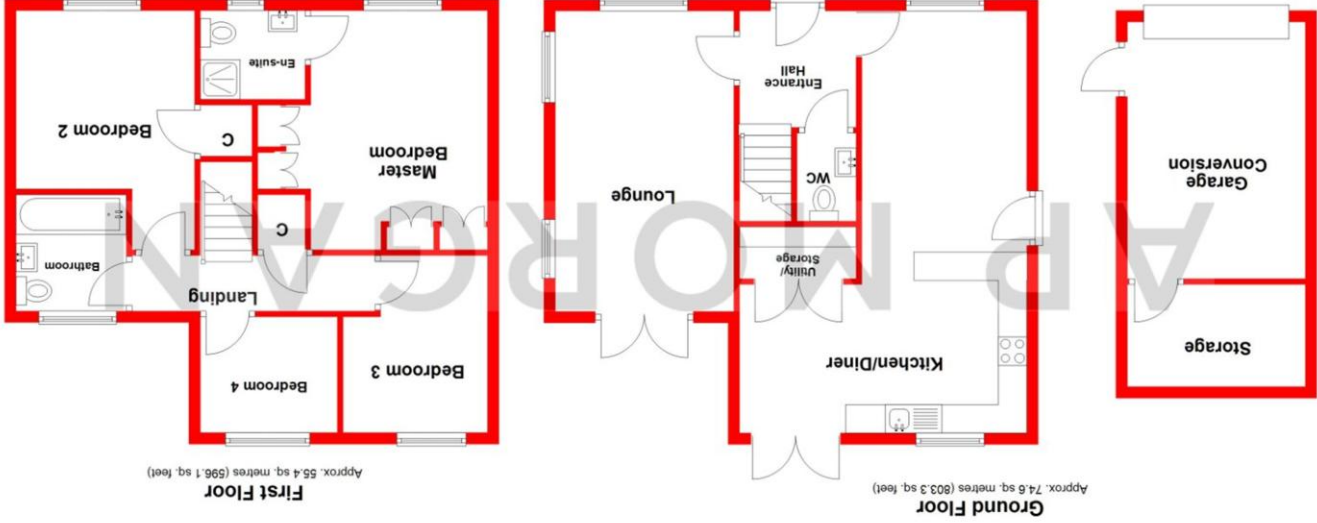 Ground Floor
Approx. 74.6 sq. metres (803.3 sq. feet)
Storage
Garage
Conversion
Kitchen/Diner
Utility/
Storage
WC
Entrance
Hall
Lounge
First Floor
Approx. 55.4 sq. metres (596.1 sq. feet)
Bedroom 3
Bedroom 4
Landing
Bathroom
C
Master
Bedroom
C
Bedroom 2
En-suite
AP MORGAN